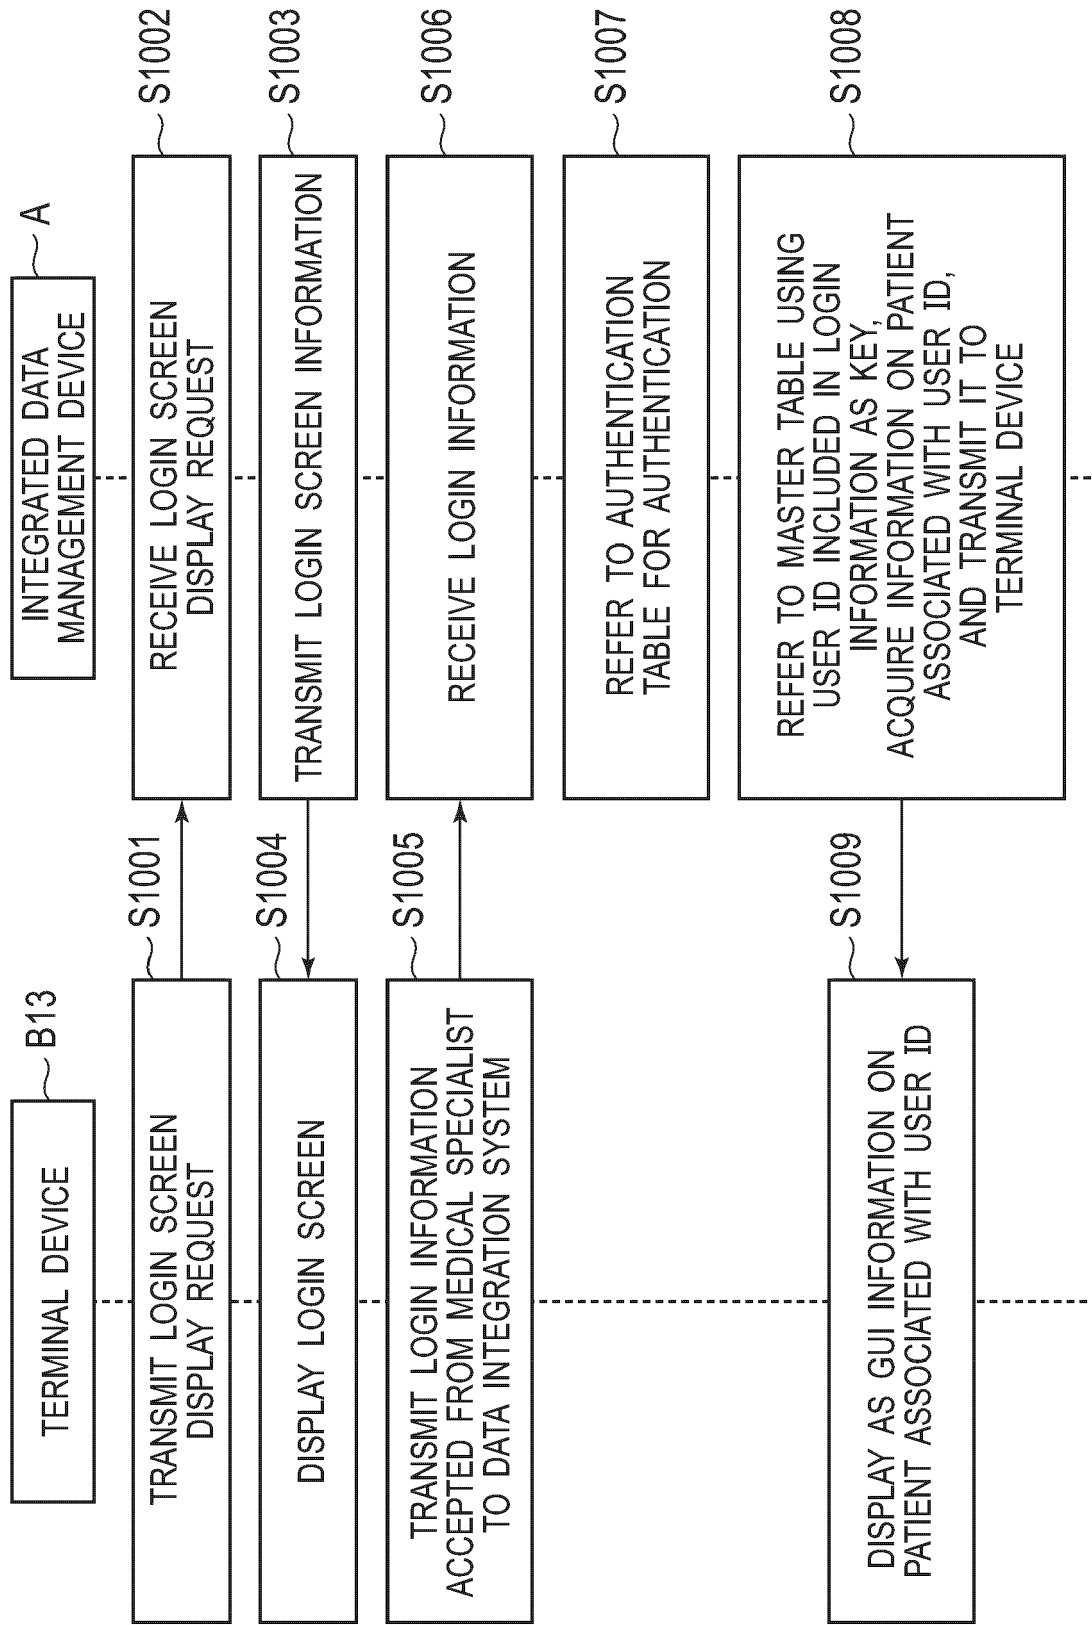 TERMINAL DEVICE
B13
INTEGRATED DATA
MANAGEMENT DEVICE
A
S1001
TRANSMIT LOGIN SCREEN
DISPLAY REQUEST
S1002
RECEIVE LOGIN SCREEN
DISPLAY REQUEST
S1003
TRANSMIT LOGIN SCREEN INFORMATION
S1004
DISPLAY LOGIN SCREEN
S1005
TRANSMIT LOGIN INFORMATION
ACCEPTED FROM MEDICAL SPECIALIST
TO DATA INTEGRATION SYSTEM
S1006
RECEIVE LOGIN INFORMATION
S1007
REFER TO AUTHENTICATION
TABLE FOR AUTHENTICATION
S1008
REFER TO MASTER TABLE USING
USER ID INCLUDED IN LOGIN
INFORMATION AS KEY,
ACQUIRE INFORMATION ON PATIENT
ASSOCIATED WITH USER ID,
AND TRANSMIT IT TO
TERMINAL DEVICE
S1009
DISPLAY AS GUI INFORMATION ON
PATIENT ASSOCIATED WITH USER ID